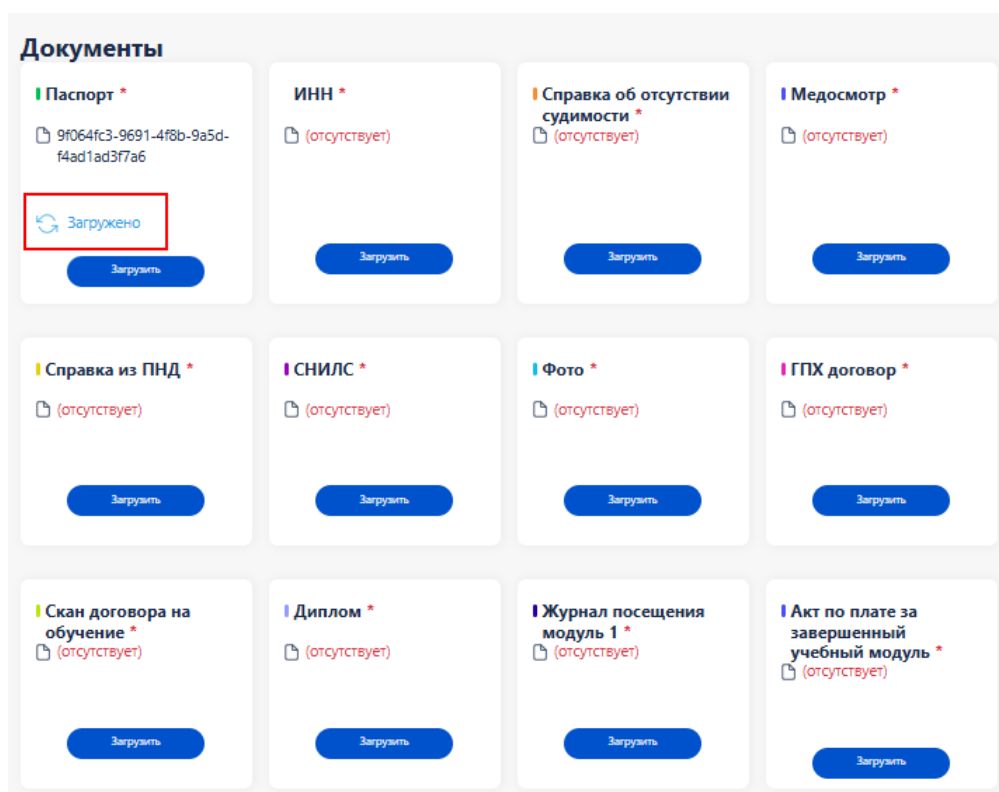 Документы
Паспорт *
9f064fc3-9691-4f8b-9a5d-
f4ad1ad3f7a6
Загружено
Загрузить
ИНН *
(отсутствует)
Загрузить
Справка об отсутствии
судимости *
(отсутствует)
Загрузить
Медосмотр *
(отсутствует)
Загрузить
Справка из ПНД *
(отсутствует)
Загрузить
СНИЛС *
(отсутствует)
Загрузить
Фото *
(отсутствует)
Загрузить
ГПХ договор *
(отсутствует)
Загрузить
Скан договора на
обучение *
(отсутствует)
Загрузить
Диплом *
(отсутствует)
Загрузить
Журнал посещения
модуль 1 *
(отсутствует)
Загрузить
Акт по плате за
завершенный
учебный модуль *
(отсутствует)
Загрузить